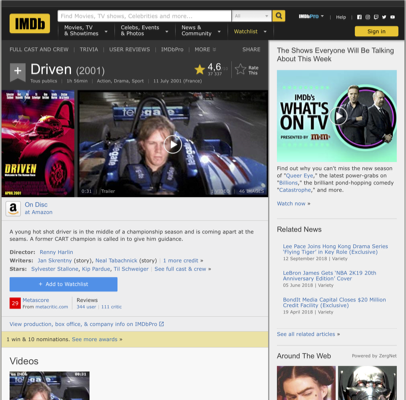 IMDb
Find Movies, TV shows, Celebrities and more...
All
IMDbPro
Help
Movies, TV
& Showtimes
Celebs, Events
& Photos
News &
Community
Watchlist
Sign in
FULL CAST AND CREW | TRIVIA | USER REVIEWS | IMDbPro | MORE
SHARE
Driven (2001)
Tous publics | 1h 56min | Action, Drama, Sport | 11 July 2001 (France)
4,6
Rate
This
DRIVEN
APRIL 2001
0:31 | Trailer
On Disc
at Amazon
A young hot shot driver is in the middle of a championship season and is coming apart at the
seams. A former CART champion is called in to give him guidance.
Director: Renny Harlin
Writers: Jan Skrentny (story), Neal Tabachnick (story) | 1 more credit »
Stars: Sylvester Stallone, Kip Pardue, Til Schweiger | See full cast & crew »
+ Add to Watchlist
29
Metascore
From metacritic.com
Reviews
344 user | 111 critic
View production, box office, & company info on IMDbPro
1 win & 10 nominations. See more awards »
Videos
The Shows Everyone Will Be Talking
About This Week
IMDb's
WHAT'S
ON TV
PRESENTED BY m&m's
Find out why you can't miss the new season
of "Queer Eye," the latest power-grabs on
"Billions," the brilliant pond-hopping comedy
"Catastrophe," and more.
Watch now »
Related News
Lee Pace Joins Hong Kong Drama Series
'Flying Tiger' in Key Role (Exclusive)
12 September 2018 | Variety
LeBron James Gets 'NBA 2K19 20th
Anniversary Edition' Cover
05 June 2018 | Variety
Bondit Media Capital Closes $20 Million
Credit Facility (Exclusive)
19 April 2018 | Variety
See all related articles »
Around The Web
Powered by ZergNet